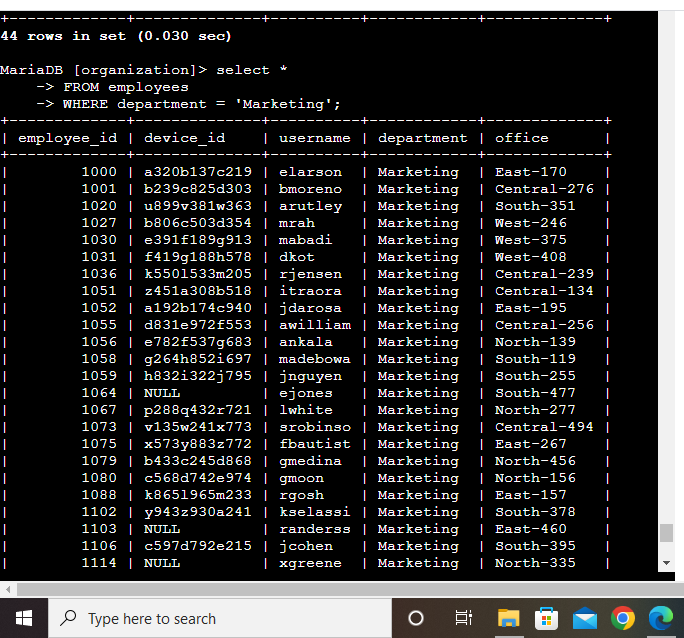 +--------------+---------------+----------+------------+-------------+
44 rows in set (0.030 sec)
MariaDB [organization]> select *
    -> FROM employees
    -> WHERE department = 'Marketing';
+-------------+--------------+----------+------------+-------------+
| employee_id | device_id    | username | department | office      |
+-------------+--------------+----------+------------+-------------+
|        1000 | a320b137c219 | elarson  | Marketing  | East-170    |
|        1001 | b239c825d303 | bmoreno  | Marketing  | Central-276 |
|        1020 | u899v381w363 | arutley  | Marketing  | South-351   |
|        1027 | b806c503d354 | mrah     | Marketing  | West-246    |
|        1030 | e391f189g913 | mabadi   | Marketing  | West-375    |
|        1031 | f419g188h578 | dkot     | Marketing  | West-408    |
|        1036 | k550l533m205 | rjensen  | Marketing  | Central-239 |
|        1051 | z451a308b518 | itraora  | Marketing  | Central-134 |
|        1052 | a192b174c940 | jdarosa  | Marketing  | East-195    |
|        1055 | d831e972f553 | awilliam | Marketing  | Central-256 |
|        1056 | e782f537g683 | ankala   | Marketing  | North-139   |
|        1058 | g264h852i697 | madebowa | Marketing  | South-119   |
|        1059 | h832i322j795 | jnguyen  | Marketing  | South-255   |
|        1064 | NULL         | ejones   | Marketing  | South-477   |
|        1067 | p288q432r721 | lwhite   | Marketing  | North-277   |
|        1073 | v135w241x773 | srobinso | Marketing  | Central-494 |
|        1075 | x573y883z772 | fbautist | Marketing  | East-267    |
|        1079 | b433c245d868 | gmedina  | Marketing  | North-456   |
|        1080 | c568d742e974 | gmoon    | Marketing  | North-156   |
|        1088 | k865l965m233 | rgosh    | Marketing  | East-157    |
|        1102 | y943z930a241 | kselassi | Marketing  | South-378   |
|        1103 | NULL         | randerss | Marketing  | East-460    |
|        1106 | c597d792e215 | jcohen   | Marketing  | South-395   |
|        1114 | NULL         | xgreene  | Marketing  | North-335   |
Type here to search